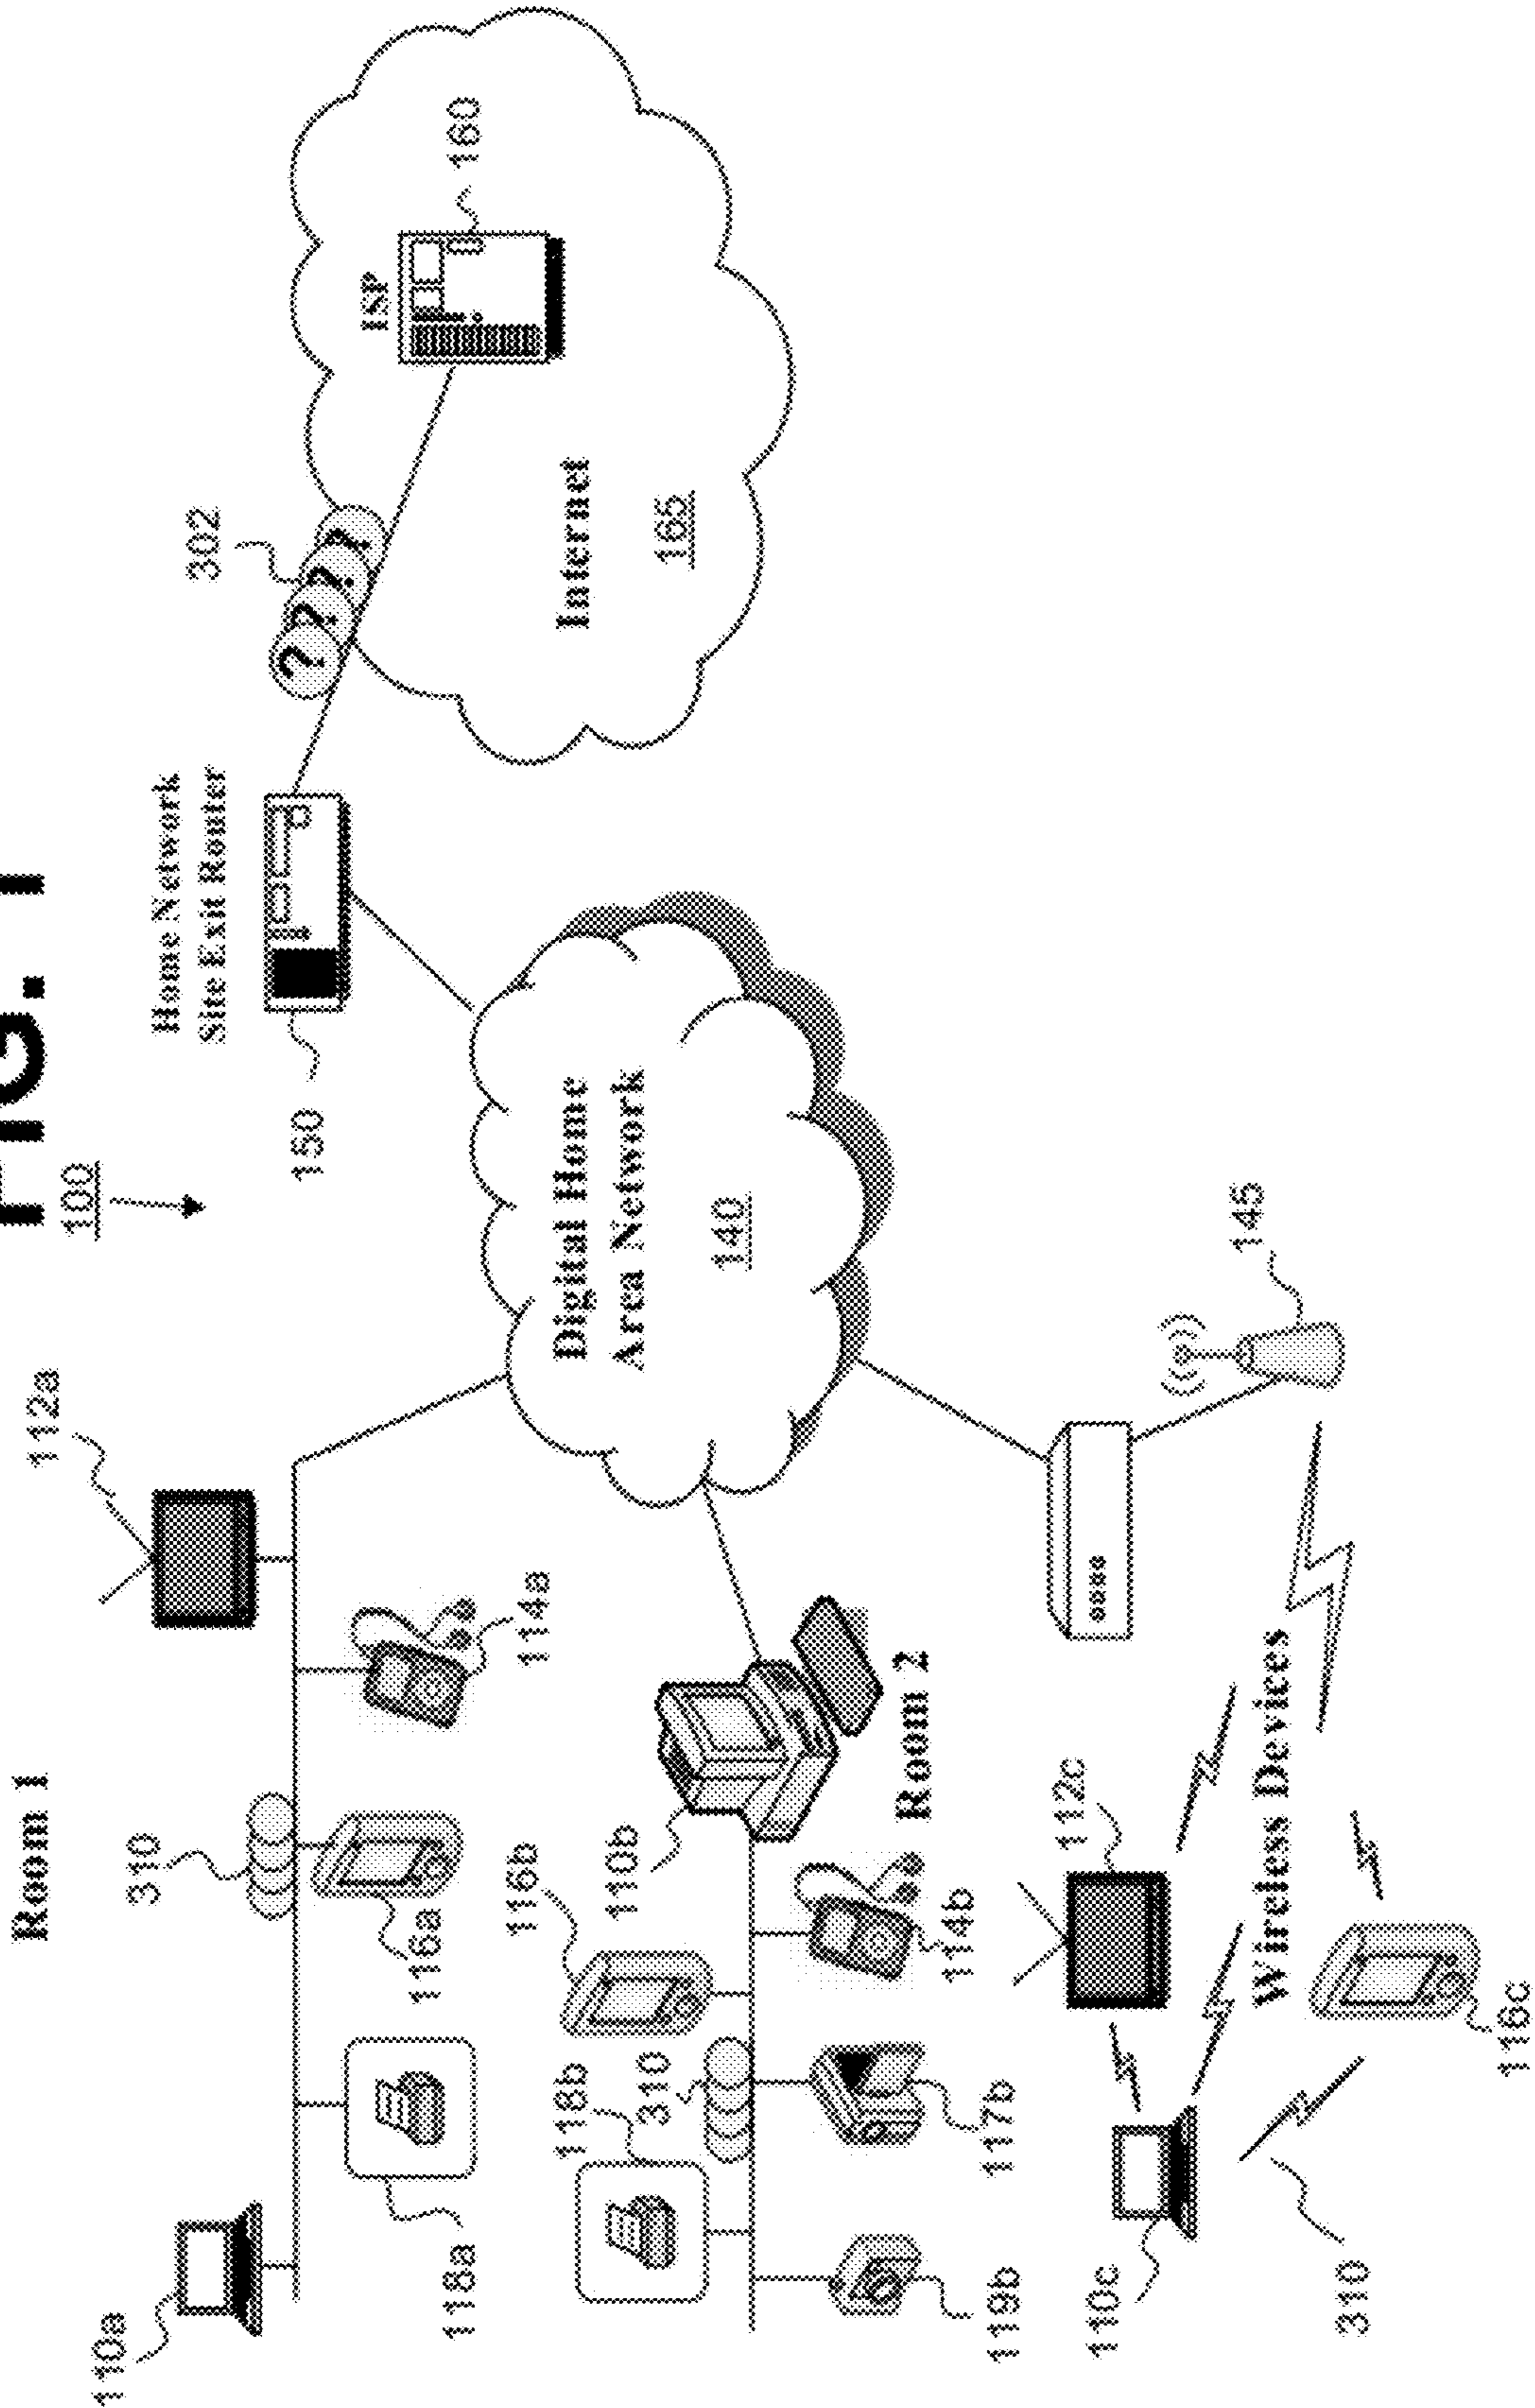 FIG. 1
100
Room 1
110a
118a
310
116a
114a
112a
Home Network
Site Exit Router
150
302
? ? ? ?
ISP
160
Internet
165
Digital Home
Area Network
140
118b
310
116b
110b
119b
117b
114b
Room 2
110c
310
112c
Wireless Devices
116c
145